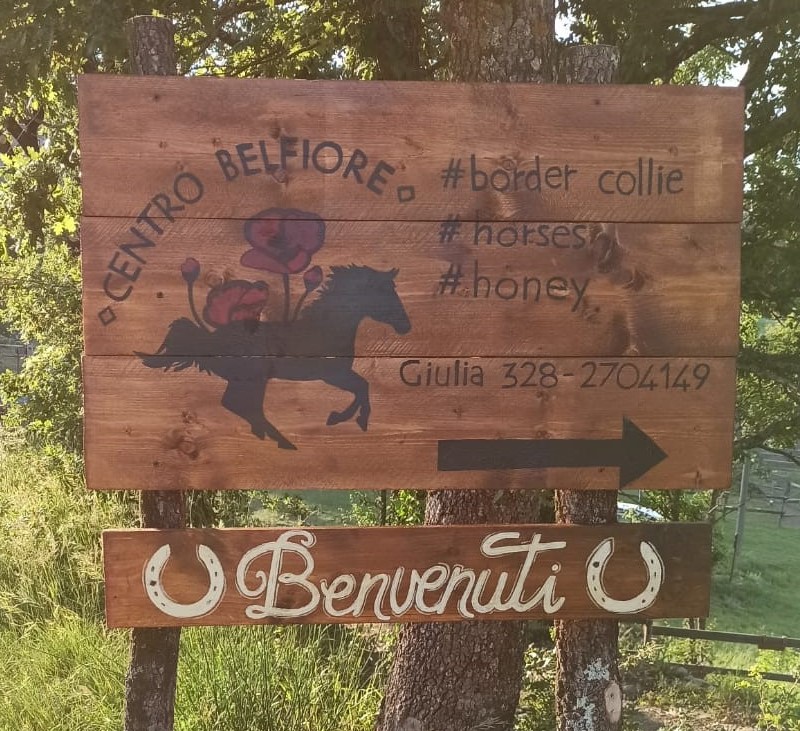 CENTRO BELFIORE
#border collie
#horses
#honey
Giulia 328-2704149
Benvenuti